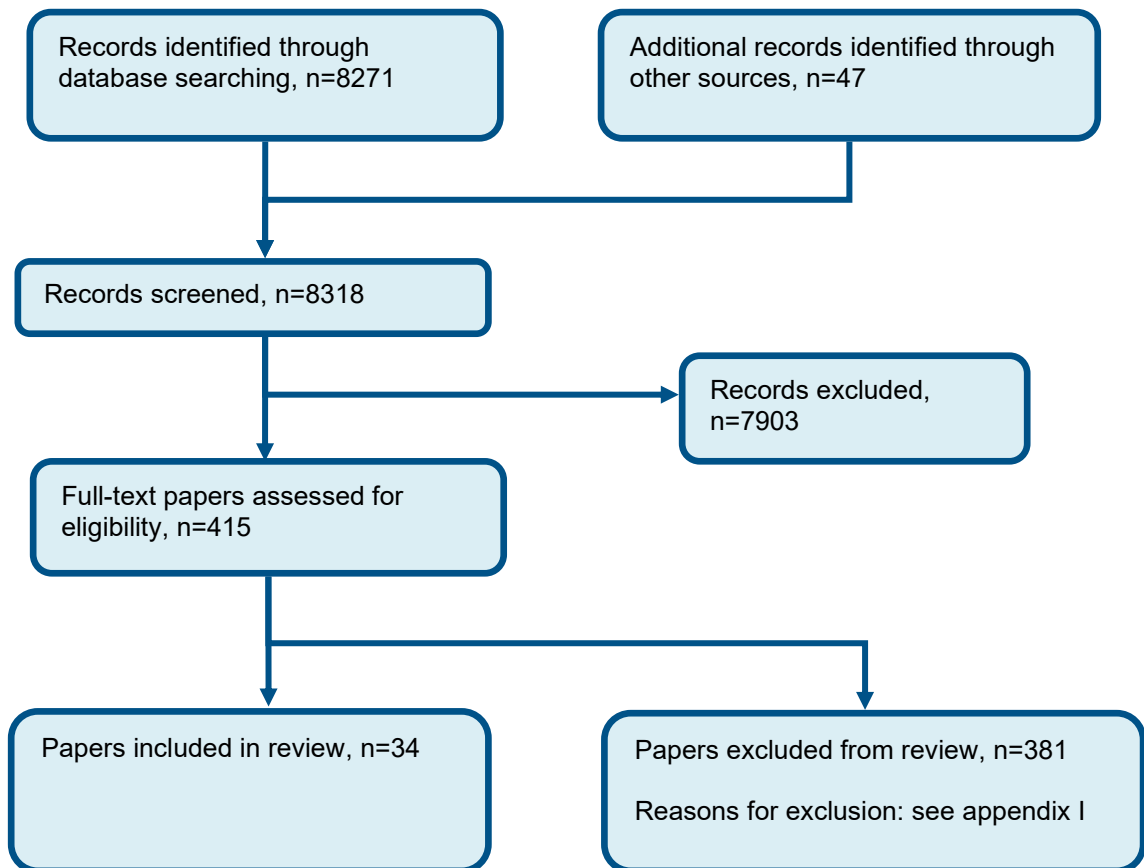 Records identified through
database searching, n=8271
Additional records identified through
other sources, n=47
Records screened, n=8318
Records excluded,
n=7903
Full-text papers assessed for
eligibility, n=415
Papers included in review, n=34
Papers excluded from review, n=381
Reasons for exclusion: see appendix I